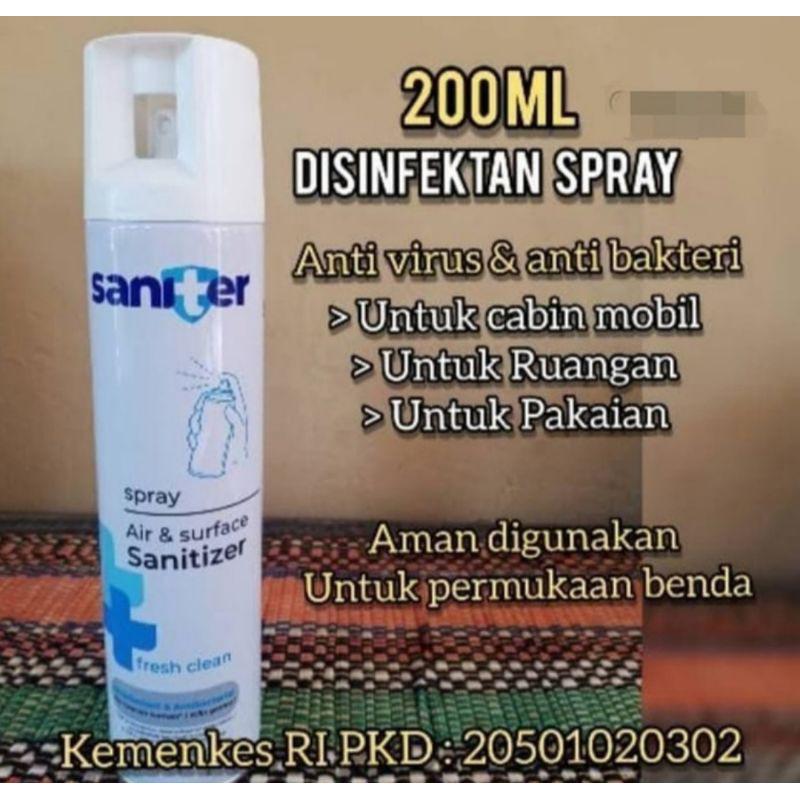 200ML
DISINFEKTAN SPRAY
Anti virus & anti bakteri
> Untuk cabin mobil
> Untuk Ruangan
> Untuk Pakaian
Aman digunakan
Untuk permukaan benda
saniter
spray
Air & surface
Sanitizer
fresh clean
Kemenkes RI PKD : 20501020302